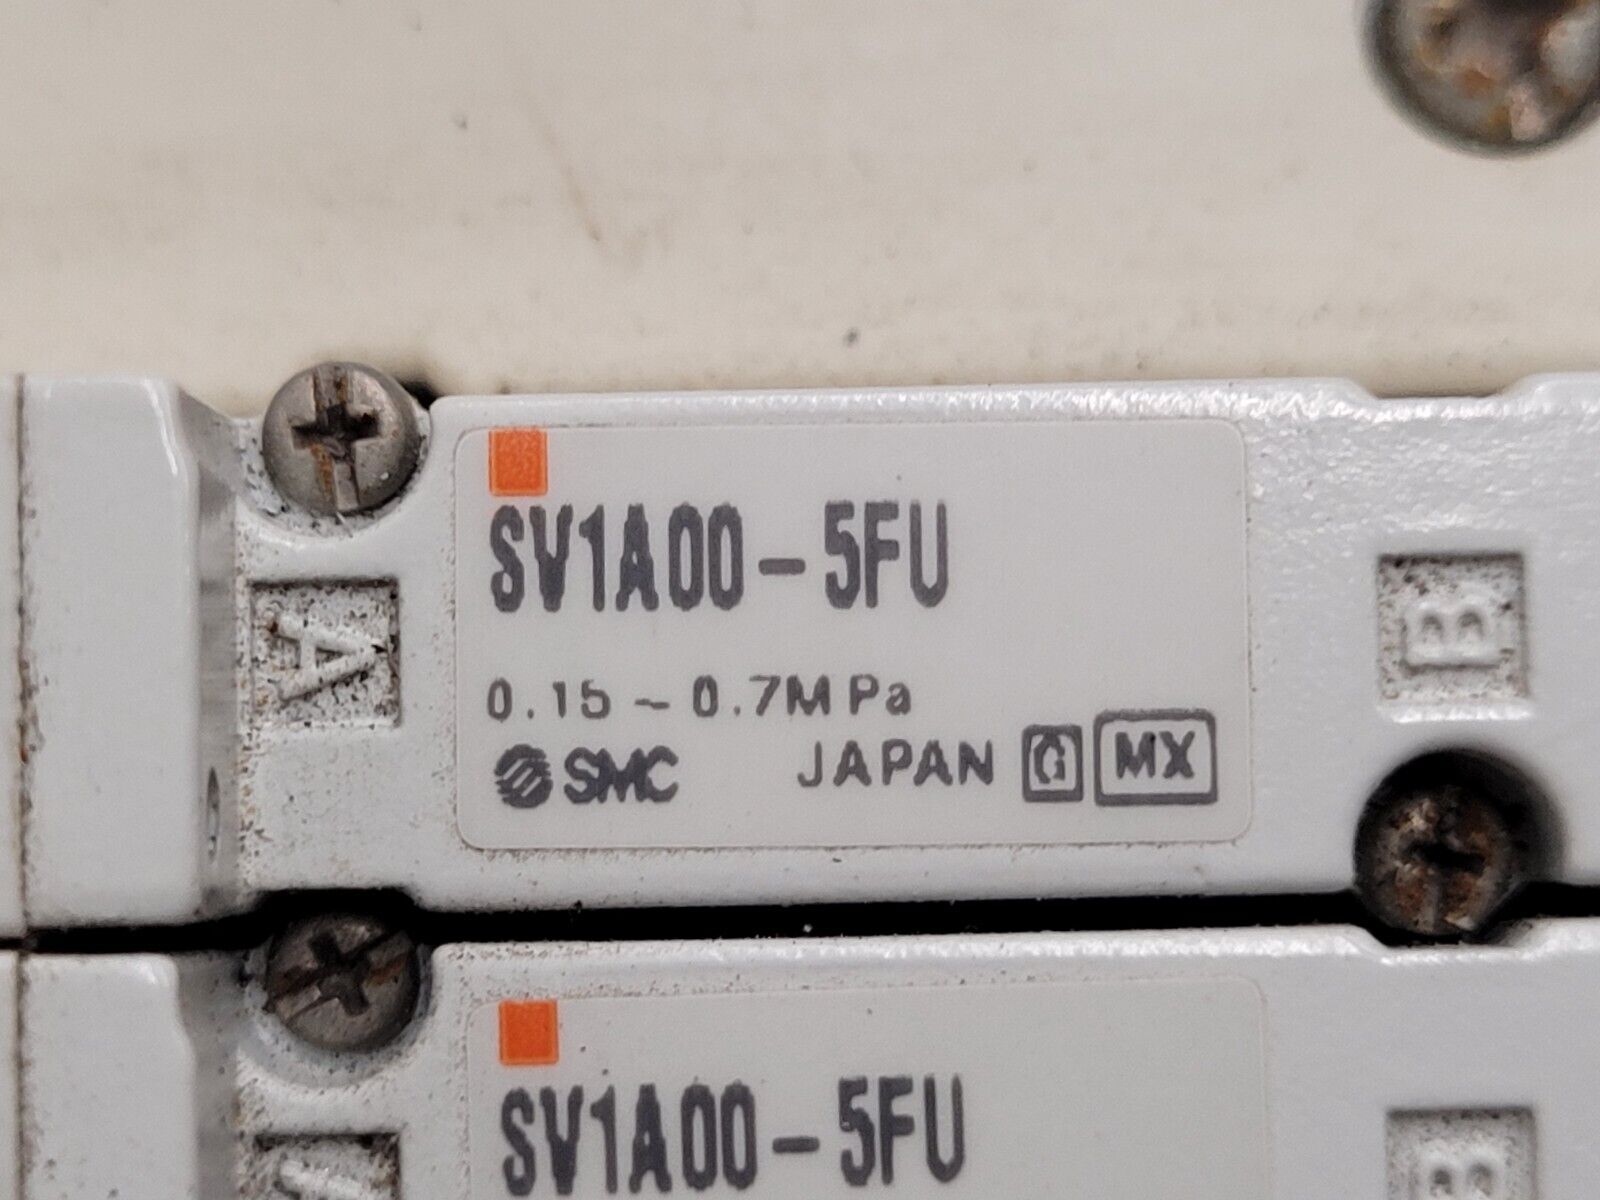 SV1A00-5FU
A
B
0.15~0.7MPa
SMC JAPAN G MX
SV1A00-5FU
A
B